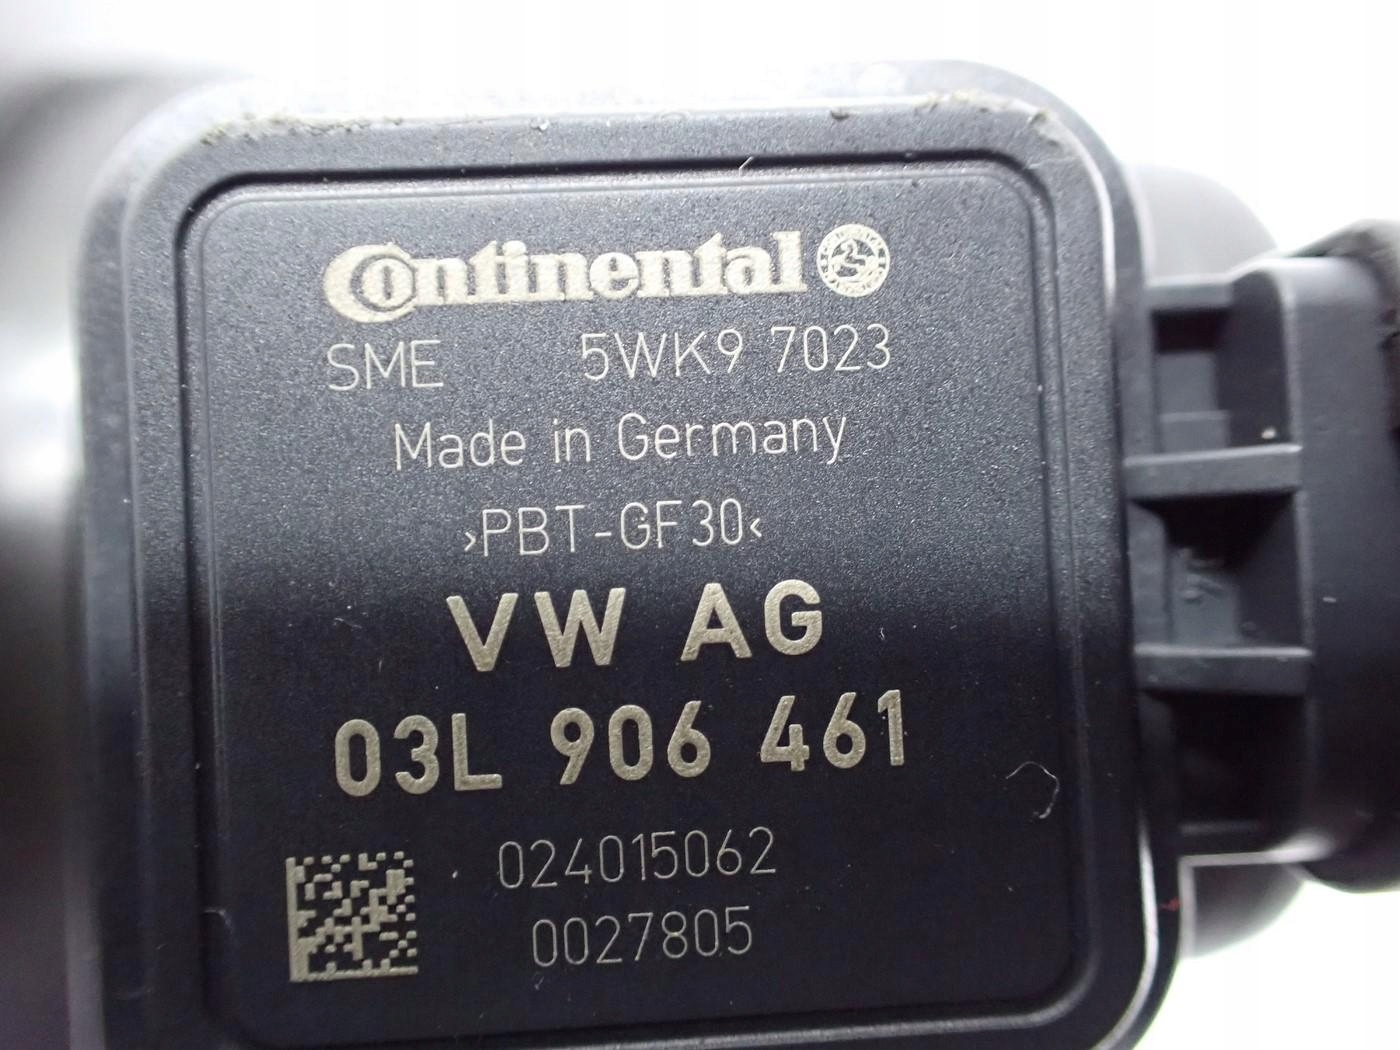 Continental
SME 5WK9 7023
Made in Germany
›PBT-GF30‹
VW AG
03L 906 461
024015062
0027805